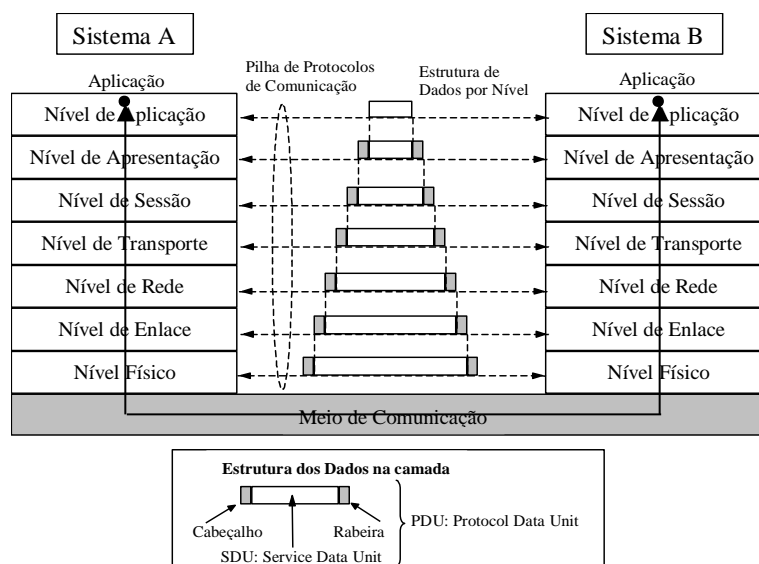 Sistema A
Sistema B
Aplicação
Pilha de Protocolos
de Comunicação
Estrutura de
Dados por Nível
Aplicação
Nível de Aplicação
Nível de Aplicação
Nível de Apresentação
Nível de Apresentação
Nível de Sessão
Nível de Sessão
Nível de Transporte
Nível de Transporte
Nível de Rede
Nível de Rede
Nível de Enlace
Nível de Enlace
Nível Físico
Nível Físico
Meio de Comunicação
Estrutura dos Dados na camada
Cabeçalho
Rabeira
PDU: Protocol Data Unit
SDU: Service Data Unit